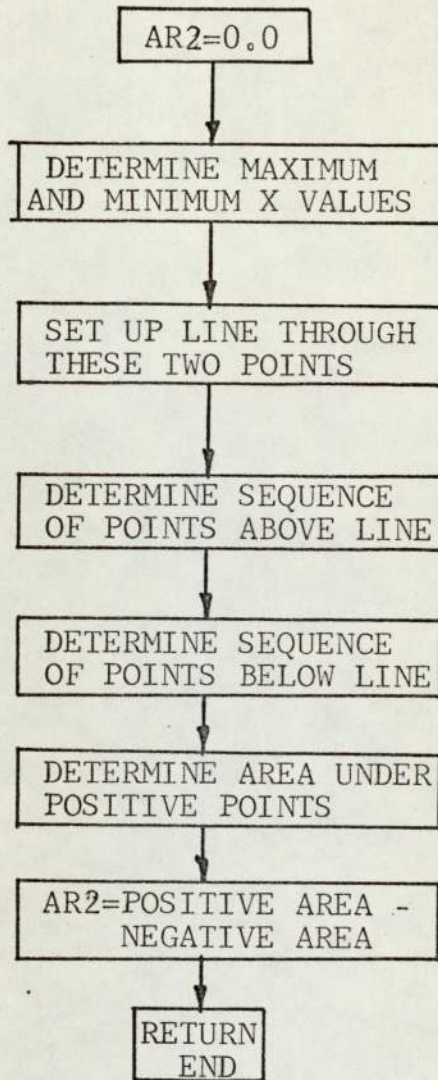 AR2=0.0
DETERMINE MAXIMUM
AND MINIMUM X VALUES
SET UP LINE THROUGH
THESE TWO POINTS
DETERMINE SEQUENCE
OF POINTS ABOVE LINE
DETERMINE SEQUENCE
OF POINTS BELOW LINE
DETERMINE AREA UNDER
POSITIVE POINTS
AR2=POSITIVE AREA -
NEGATIVE AREA
RETURN
END